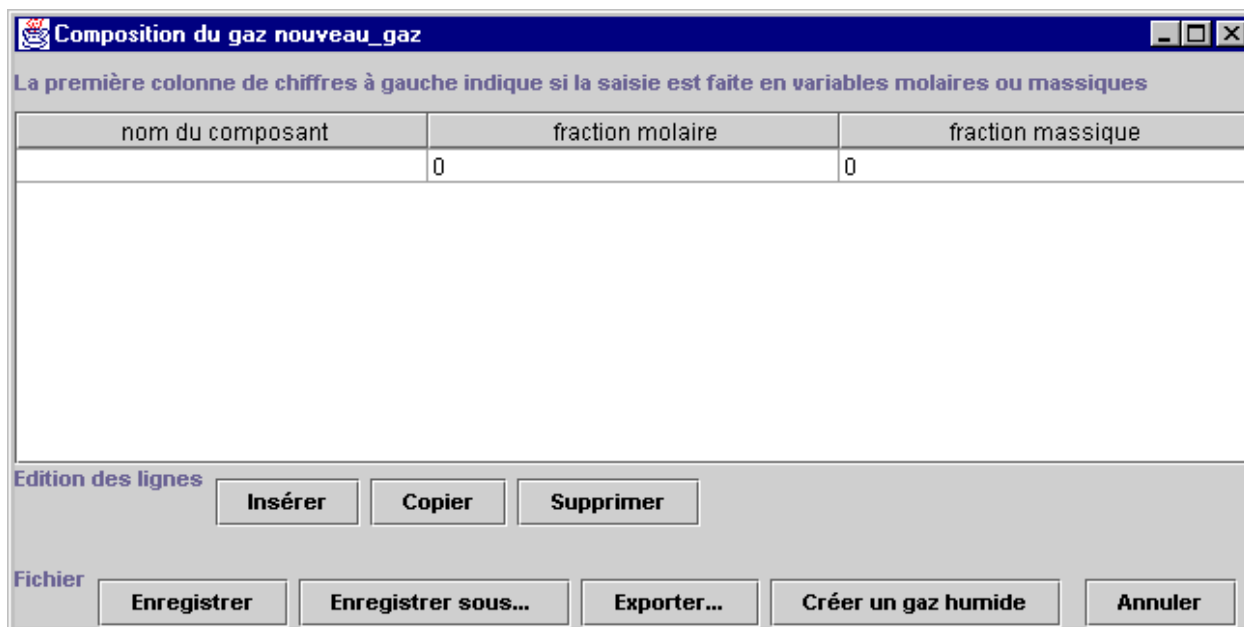 Composition du gaz nouveau_gaz
La première colonne de chiffres à gauche indique si la saisie est faite en variables molaires ou massiques
nom du composant fraction molaire fraction massique
0 0
Edition des lignes Insérer Copier Supprimer
Fichier Enregistrer Enregistrer sous... Exporter... Créer un gaz humide Annuler